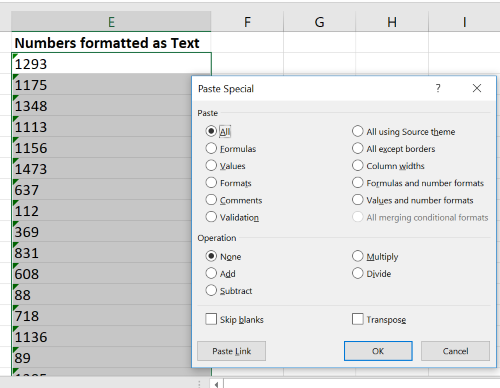 E F G H I
Numbers formatted as Text
1293
1175
1348
1113
1156
1473
637
112
369
831
608
88
718
1136
89
Paste Special ? ×
Paste
All All using Source theme
Formulas All except borders
Values Column widths
Formats Formulas and number formats
Comments Values and number formats
Validation All merging conditional formats
Operation
None Multiply
Add Divide
Subtract
Skip blanks Transpose
Paste Link OK Cancel